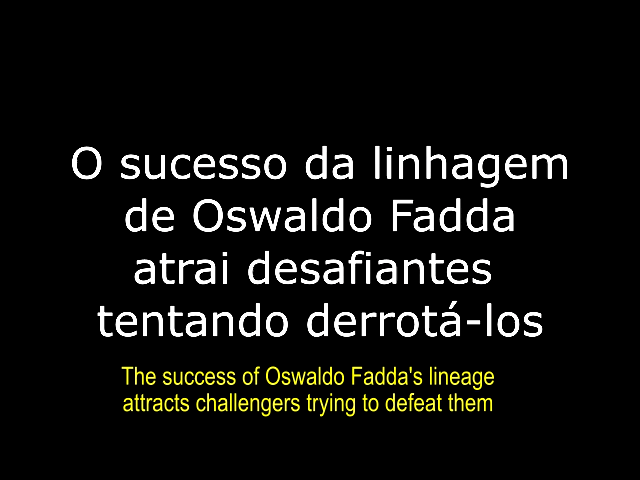 O sucesso da linhagem
de Oswaldo Fadda
atrai desafiantes
tentando derrotá-los
The success of Oswaldo Fadda's lineage
attracts challengers trying to defeat them